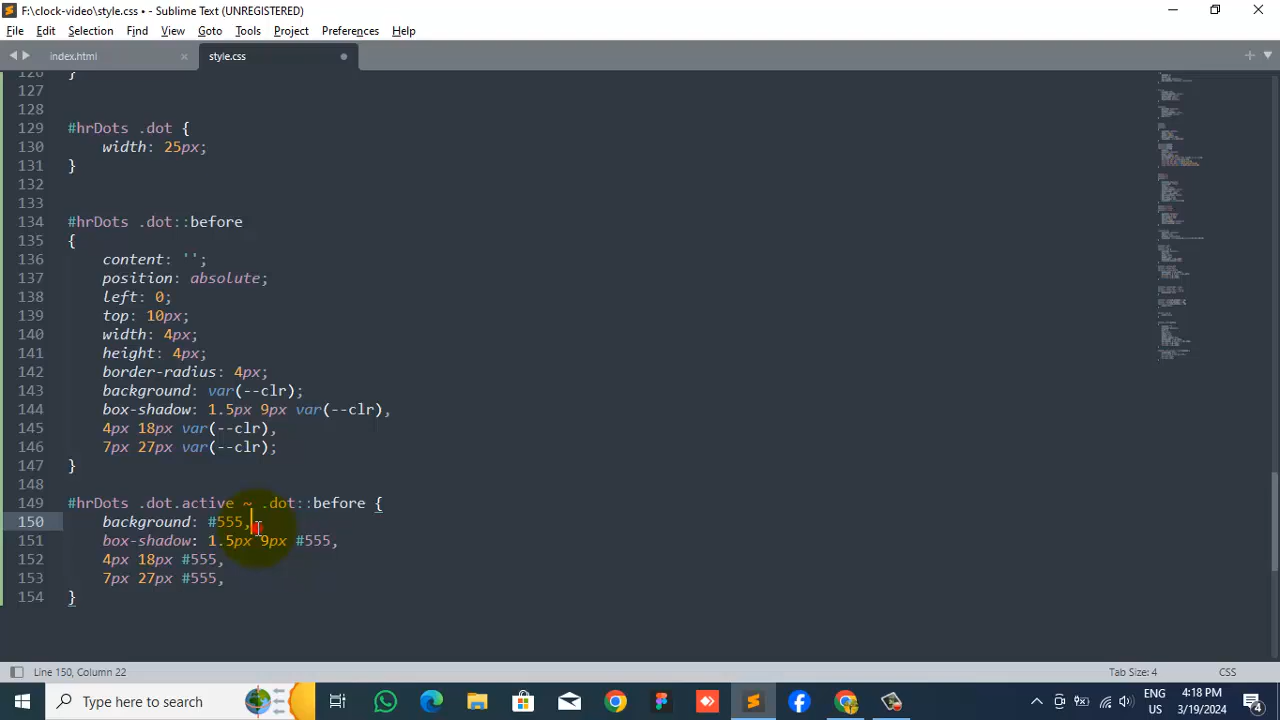 F:\clock-video\style.css • - Sublime Text (UNREGISTERED)
File Edit Selection Find View Goto Tools Project Preferences Help
index.html × style.css
126 }
127
128
129 #hrDots .dot {
130 width: 25px;
131 }
132
133
134 #hrDots .dot::before
135 {
136 content: '';
137 position: absolute;
138 left: 0;
139 top: 10px;
140 width: 4px;
141 height: 4px;
142 border-radius: 4px;
143 background: var(--clr);
144 box-shadow: 1.5px 9px var(--clr),
145 4px 18px var(--clr),
146 7px 27px var(--clr);
147 }
148
149 #hrDots .dot.active ~ .dot::before {
150 background: #555,
151 box-shadow: 1.5px 9px #555,
152 4px 18px #555,
153 7px 27px #555,
154 }
Line 150, Column 22 Tab Size: 4 CSS
Type here to search ENG US 4:18 PM 3/19/2024 4